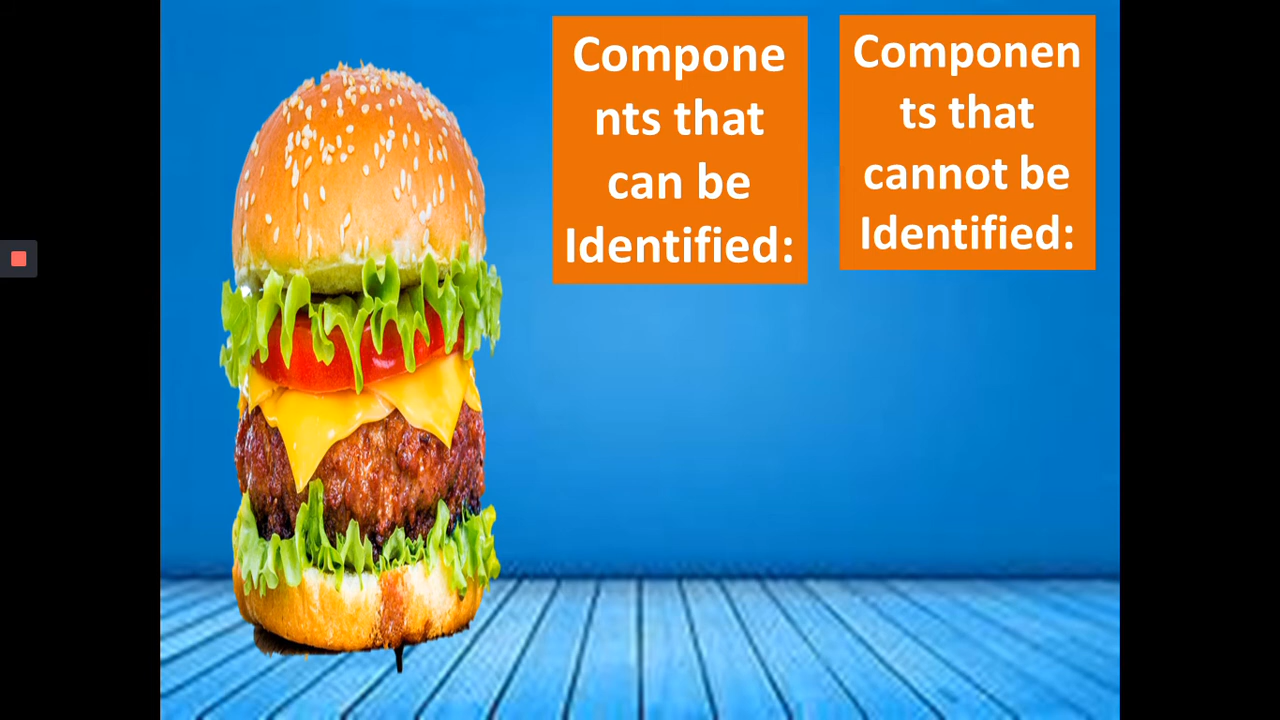 Compone
nts that
can be
Identified:
Componen
ts that
cannot be
Identified: